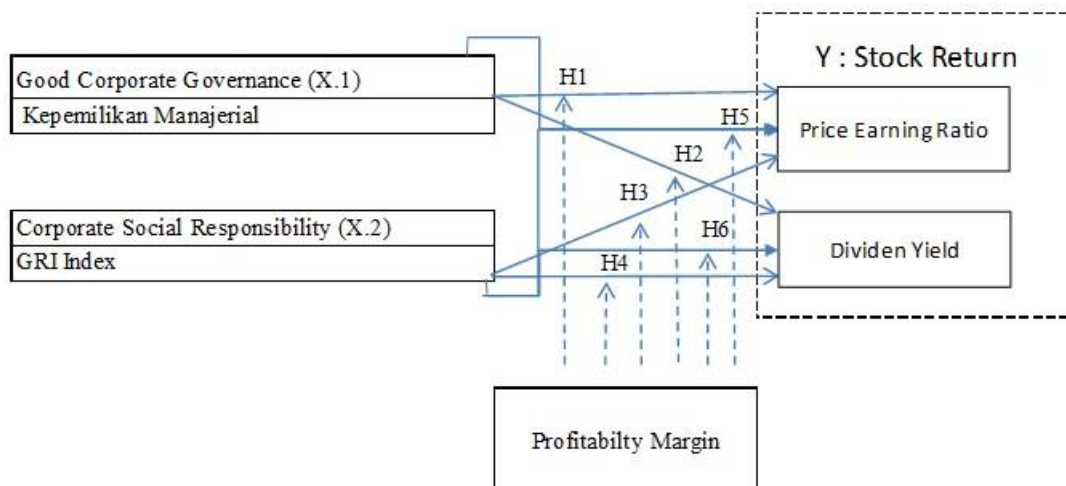 Good Corporate Governance (X.1)
Kepemilikan Manajerial
Corporate Social Responsibility (X.2)
GRI Index
H1
H5
H2
H3
H6
H4
Y : Stock Return
Price Earning Ratio
Dividen Yield
Profitabilty Margin